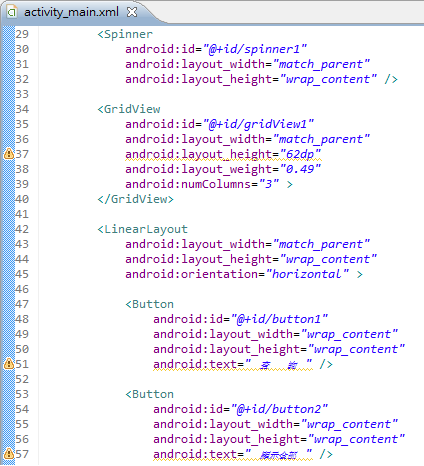 activity_main.xml
29 <Spinner
30 android:id="@+id/spinner1"
31 android:layout_width="match_parent"
32 android:layout_height="wrap_content" />
33
34 <GridView
35 android:id="@+id/gridView1"
36 android:layout_width="match_parent"
37 android:layout_height="62dp"
38 android:layout_weight="0.49"
39 android:numColumns="3" >
40 </GridView>
41
42 <LinearLayout
43 android:layout_width="match_parent"
44 android:layout_height="wrap_content"
45 android:orientation="horizontal" >
46
47 <Button
48 android:id="@+id/button1"
49 android:layout_width="wrap_content"
50 android:layout_height="wrap_content"
51 android:text=" " />
52
53 <Button
54 android:id="@+id/button2"
55 android:layout_width="wrap_content"
56 android:layout_height="wrap_content"
57 android:text=" 顯示全部 " />